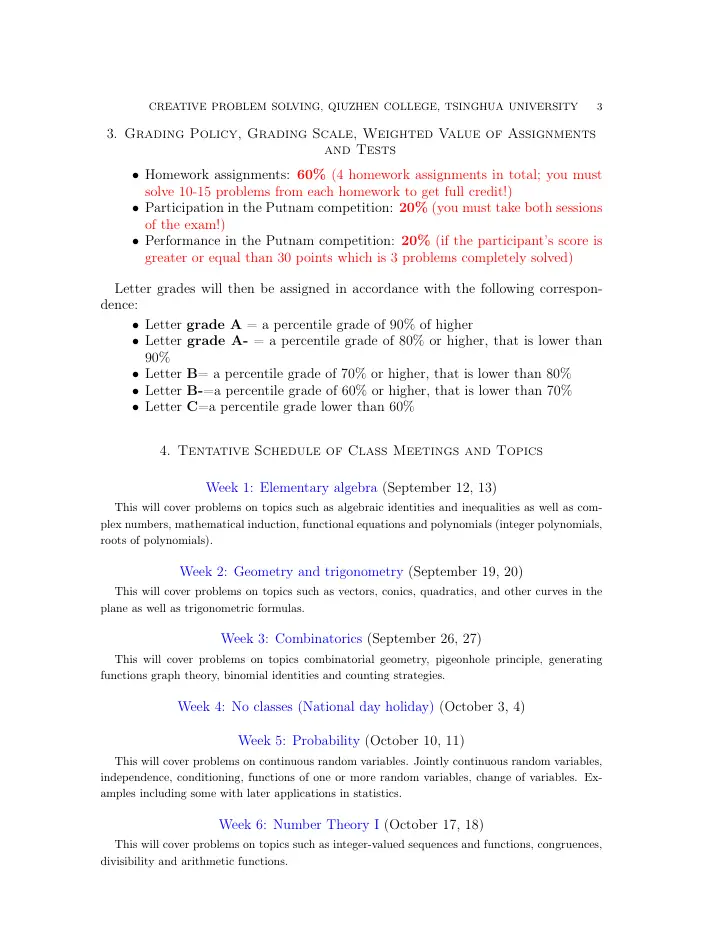 CREATIVE PROBLEM SOLVING, QIUZHEN COLLEGE, TSINGHUA UNIVERSITY 3
3. Grading Policy, Grading Scale, Weighted Value of Assignments
and Tests
• Homework assignments: 60% (4 homework assignments in total; you must
solve 10-15 problems from each homework to get full credit!)
• Participation in the Putnam competition: 20% (you must take both sessions
of the exam!)
• Performance in the Putnam competition: 20% (if the participant's score is
greater or equal than 30 points which is 3 problems completely solved)
Letter grades will then be assigned in accordance with the following correspon-
dence:
• Letter grade A = a percentile grade of 90% of higher
• Letter grade A- = a percentile grade of 80% or higher, that is lower than
90%
• Letter B= a percentile grade of 70% or higher, that is lower than 80%
• Letter B-=a percentile grade of 60% or higher, that is lower than 70%
• Letter C=a percentile grade lower than 60%
4. Tentative Schedule of Class Meetings and Topics
Week 1: Elementary algebra (September 12, 13)
This will cover problems on topics such as algebraic identities and inequalities as well as com-
plex numbers, mathematical induction, functional equations and polynomials (integer polynomials,
roots of polynomials).
Week 2: Geometry and trigonometry (September 19, 20)
This will cover problems on topics such as vectors, conics, quadratics, and other curves in the
plane as well as trigonometric formulas.
Week 3: Combinatorics (September 26, 27)
This will cover problems on topics combinatorial geometry, pigeonhole principle, generating
functions graph theory, binomial identities and counting strategies.
Week 4: No classes (National day holiday) (October 3, 4)
Week 5: Probability (October 10, 11)
This will cover problems on continuous random variables. Jointly continuous random variables,
independence, conditioning, functions of one or more random variables, change of variables. Ex-
amples including some with later applications in statistics.
Week 6: Number Theory I (October 17, 18)
This will cover problems on topics such as integer-valued sequences and functions, congruences,
divisibility and arithmetic functions.